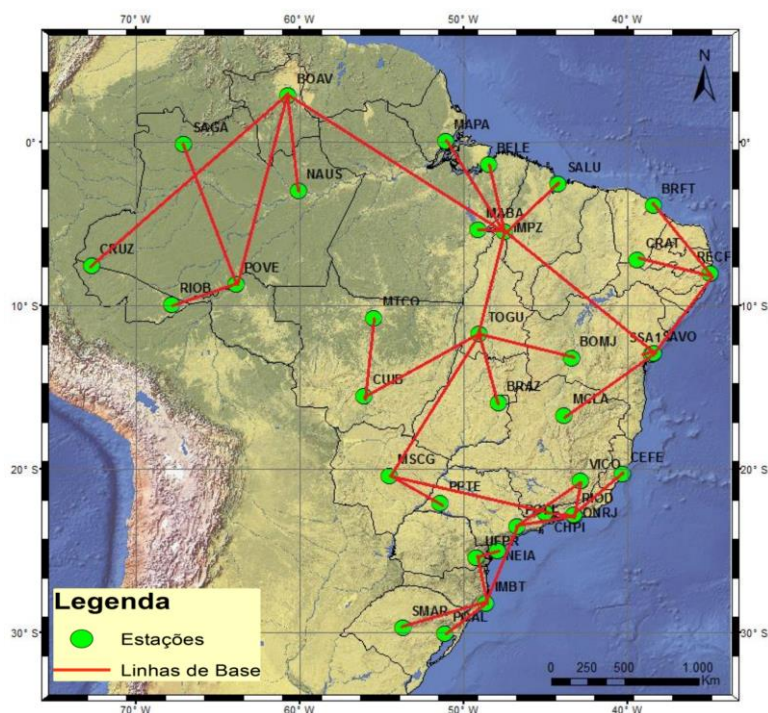 70° W 60° W 50° W 40° W
N
BOAV
SAGA
MAPA
0° 0°
BELE
SALU
NAUS
BRFT
MABA
IMPZ
CRAT
CRUZ
RECF
POVE
RIOB
10° S 10° S
MTCO
TOGU
SSA1 SAVO
BOMJ
CUIB
BRAZ
MCLA
20° S 20° S
MSCG
VICO
CEFE
PPTE
RIOD
ONRJ
CHPI
UFPR
NEIA
IMBT
SMAR
30° S 30° S
Legenda
Estações
Linhas de Base
0 250 500 1.000
Km
70° W 60° W 50° W 40° W